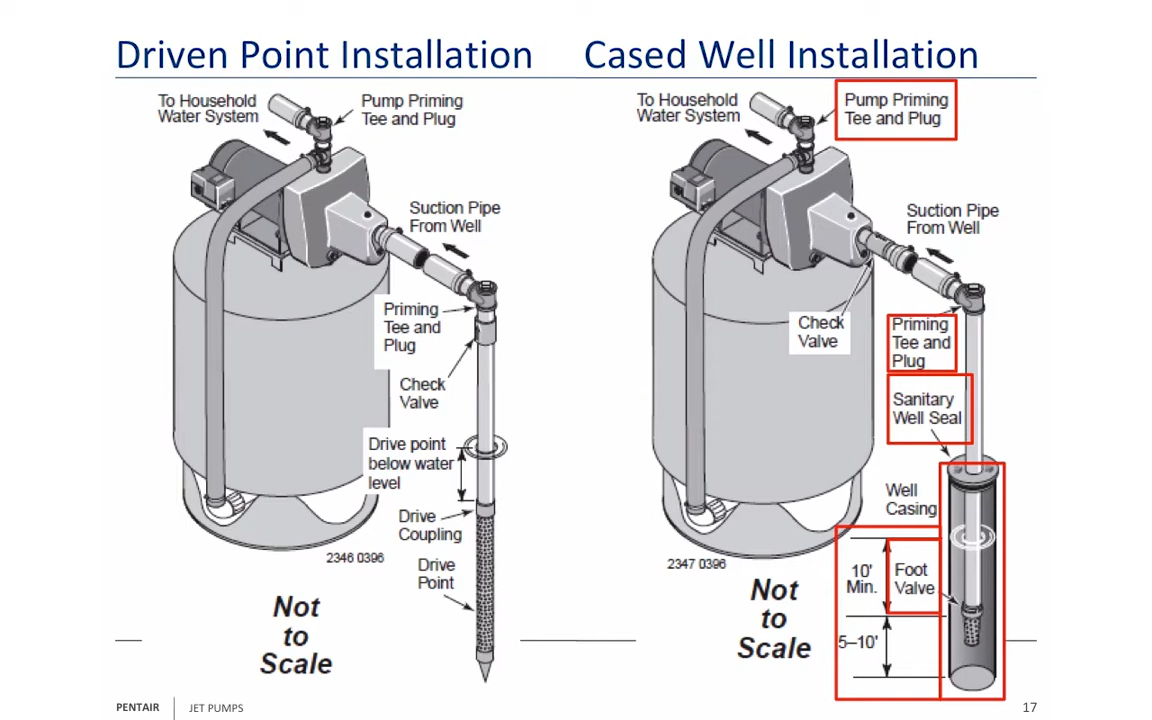 Driven Point Installation
To Household
Water System
Pump Priming
Tee and Plug
Suction Pipe
From Well
Priming
Tee and
Plug
Check
Valve
Drive point
below water
level
Drive
Coupling
Drive
Point
2346 0396
Not
to
Scale
Cased Well Installation
To Household
Water System
Pump Priming
Tee and Plug
Suction Pipe
From Well
Check
Valve
Priming
Tee and
Plug
Sanitary
Well Seal
Well
Casing
10'
Min.
Foot
Valve
5–10'
2347 0396
Not
to
Scale
PENTAIR
JET PUMPS
17